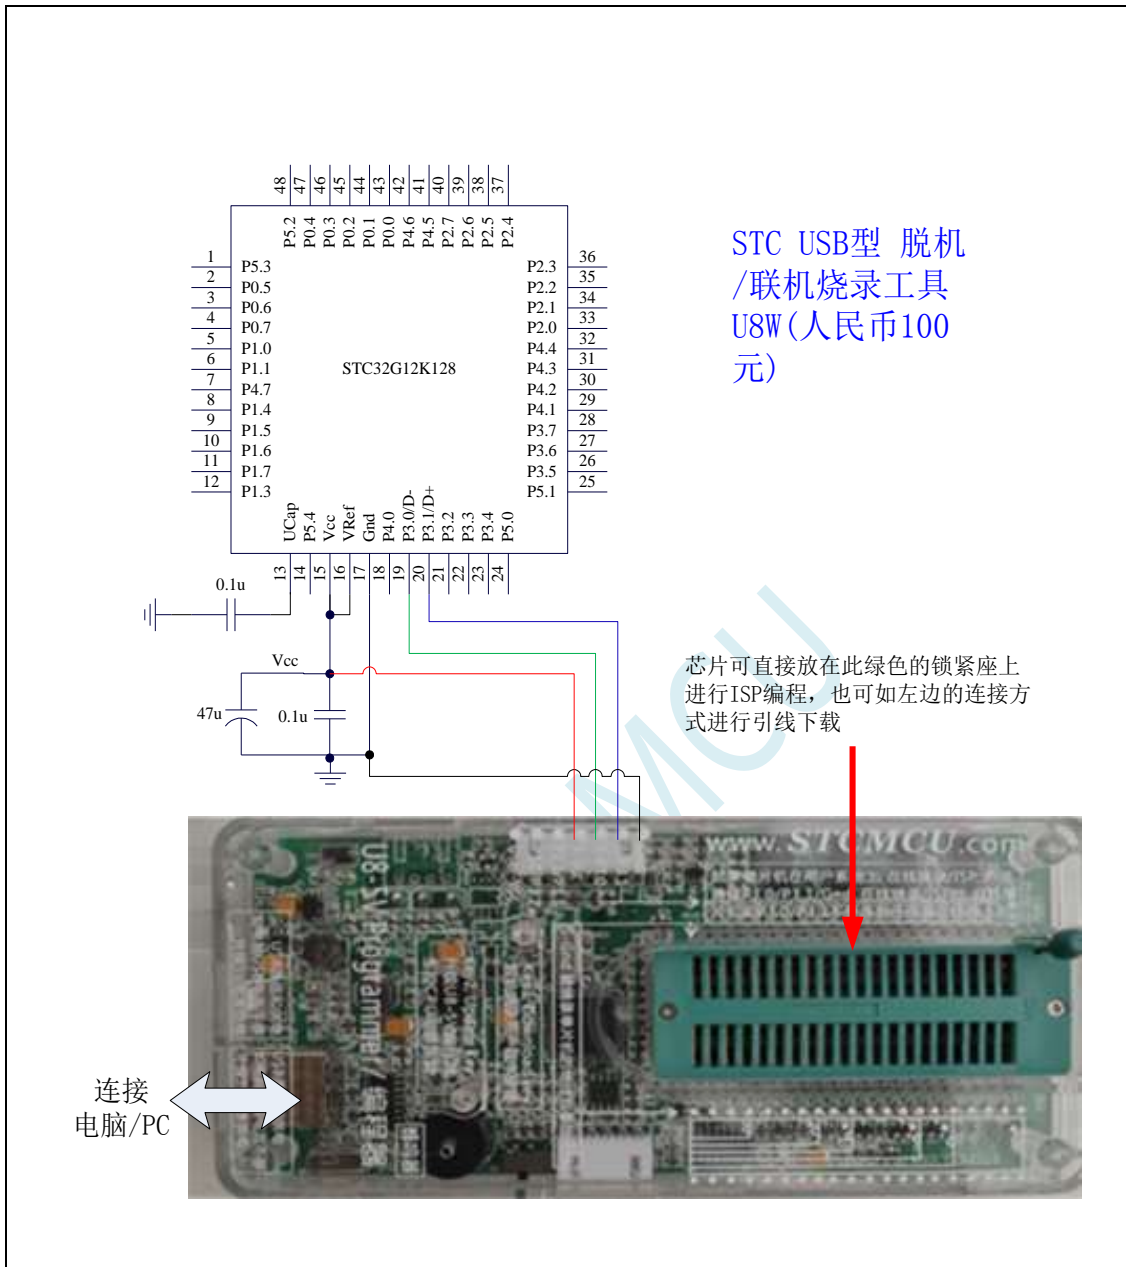 48
47
46
45
44
43
42
41
40
39
38
37
P5.2
P0.4
P0.3
P0.2
P0.1
P0.0
P4.6
P4.5
P2.7
P2.6
P2.5
P2.4
1 P5.3
2 P0.5
3 P0.6
4 P0.7
5 P1.0
6 P1.1
7 P4.7
8 P1.4
9 P1.5
10 P1.6
11 P1.7
12 P1.3
STC32G12K128
P2.3 36
P2.2 35
P2.1 34
P2.0 33
P4.4 32
P4.3 31
P4.2 30
P4.1 29
P3.7 28
P3.6 27
P3.5 26
P5.1 25
UCap
P5.4
Vcc
VRef
Gnd
P4.0
P3.0/D-
P3.1/D+
P3.2
P3.3
P3.4
P5.0
13
14
15
16
17
18
19
20
21
22
23
24
STC USB型 脱机
/联机烧录工具
U8W(人民币100
元)
0.1u
Vcc
47u
0.1u
芯片可直接放在此绿色的锁紧座上
进行ISP编程，也可如左边的连接方
式进行引线下载
MCU
www.STCMCU.com
U8-5V Programmer/编程器
连接
电脑/PC